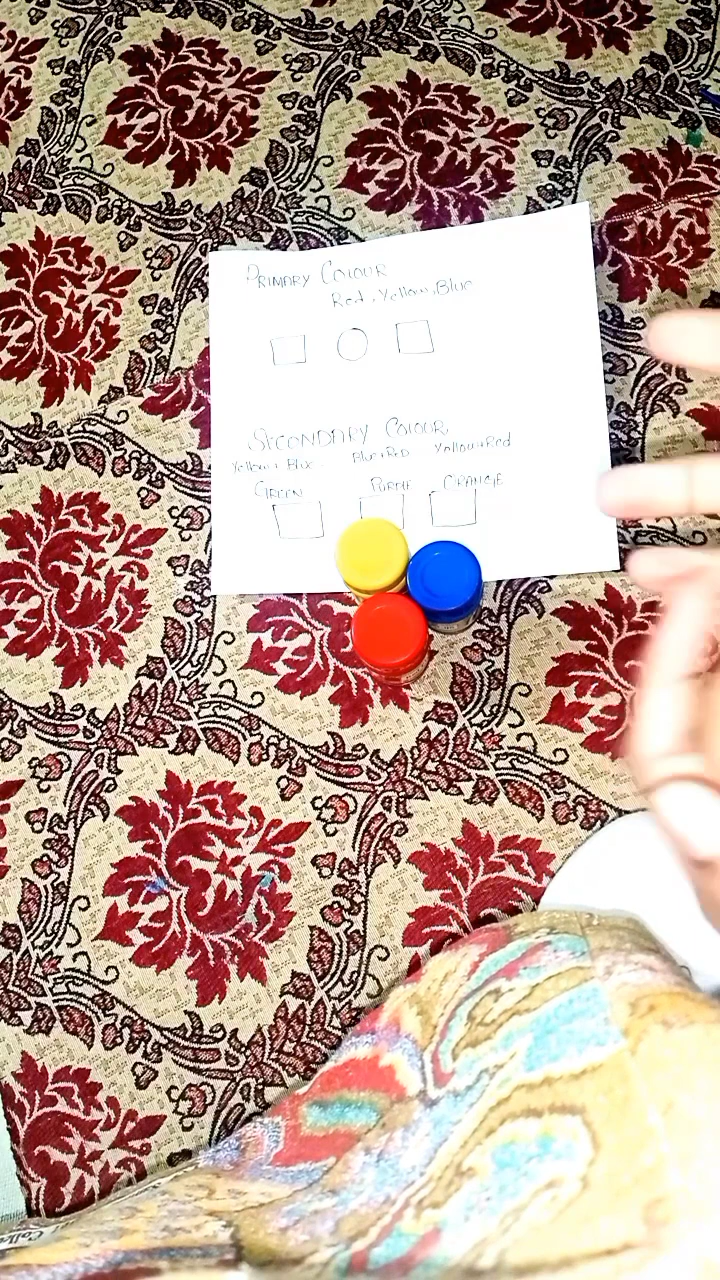 PRIMARY COLOUR
Red, Yellow, Blue
SECONDARY COLOUR
Yellow+ Blue Blue+RED Yellow+Red
GREEN PURPLE ORANGE